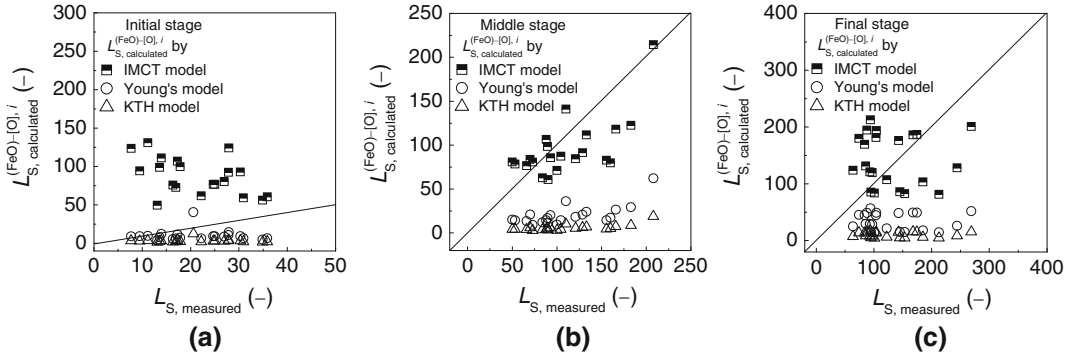 Initial stage
L_S, calculated^(FeO)–[O], i by
IMCT model
Young's model
KTH model
300
250
200
150
100
50
0
0 10 20 30 40 50
L_S, calculated^(FeO)–[O], i (–)
L_S, measured (–)
(a)
Middle stage
L_S, calculated^(FeO)–[O], i by
IMCT model
Young's model
KTH model
250
200
150
100
50
0
0 50 100 150 200 250
L_S, calculated^(FeO)–[O], i (–)
L_S, measured (–)
(b)
Final stage
L_S, calculated^(FeO)–[O], i by
IMCT model
Young's model
KTH model
400
300
200
100
0
0 100 200 300 400
L_S, calculated^(FeO)–[O], i (–)
L_S, measured (–)
(c)